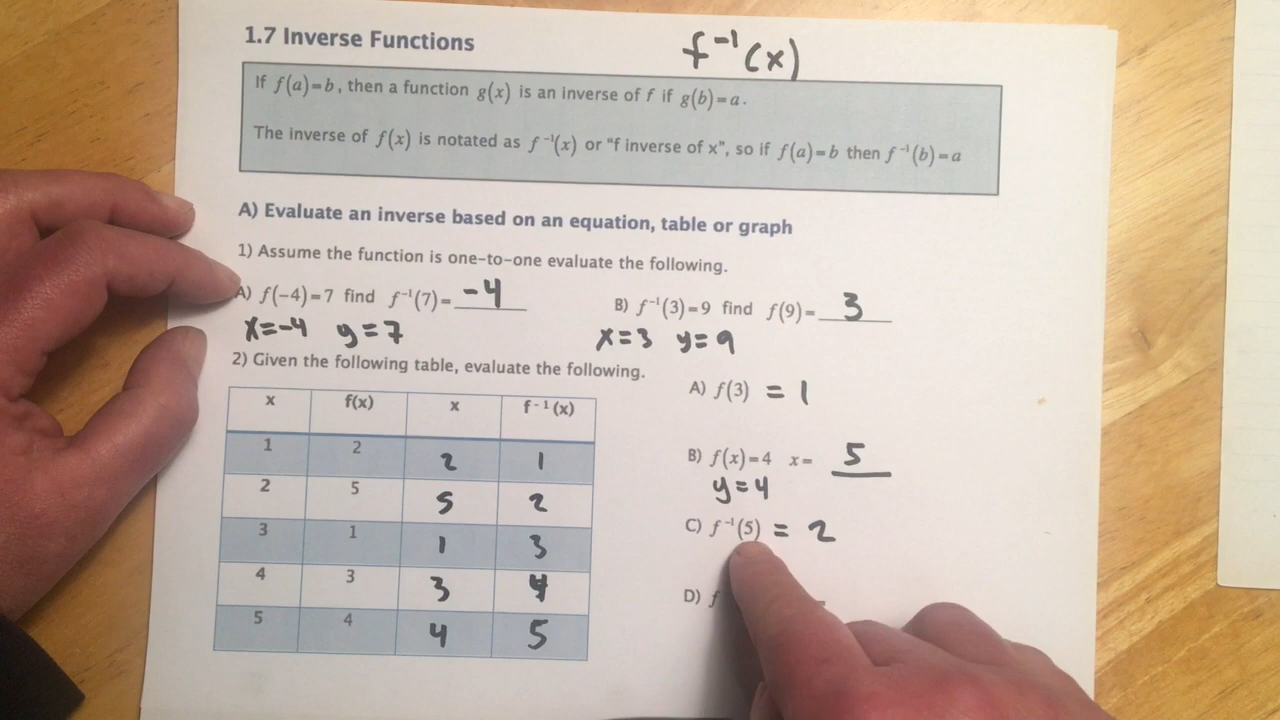 1.7 Inverse Functions
f⁻¹(x)
If f(a)=b, then a function g(x) is an inverse of f if g(b)=a.
The inverse of f(x) is notated as f⁻¹(x) or "f inverse of x", so if f(a)=b then f⁻¹(b)=a
A) Evaluate an inverse based on an equation, table or graph
1) Assume the function is one-to-one evaluate the following.
A) f(-4)=7 find f⁻¹(7)= -4
x=-4 y=7
B) f⁻¹(3)=9 find f(9)= 3
x=3 y=9
2) Given the following table, evaluate the following.
x f(x) x f⁻¹(x)
1 2 2 1
2 5 5 2
3 1 1 3
4 3 3 4
5 4 4 5
A) f(3) = 1
B) f(x)=4 x= 5
y=4
C) f⁻¹(5) = 2
D) f